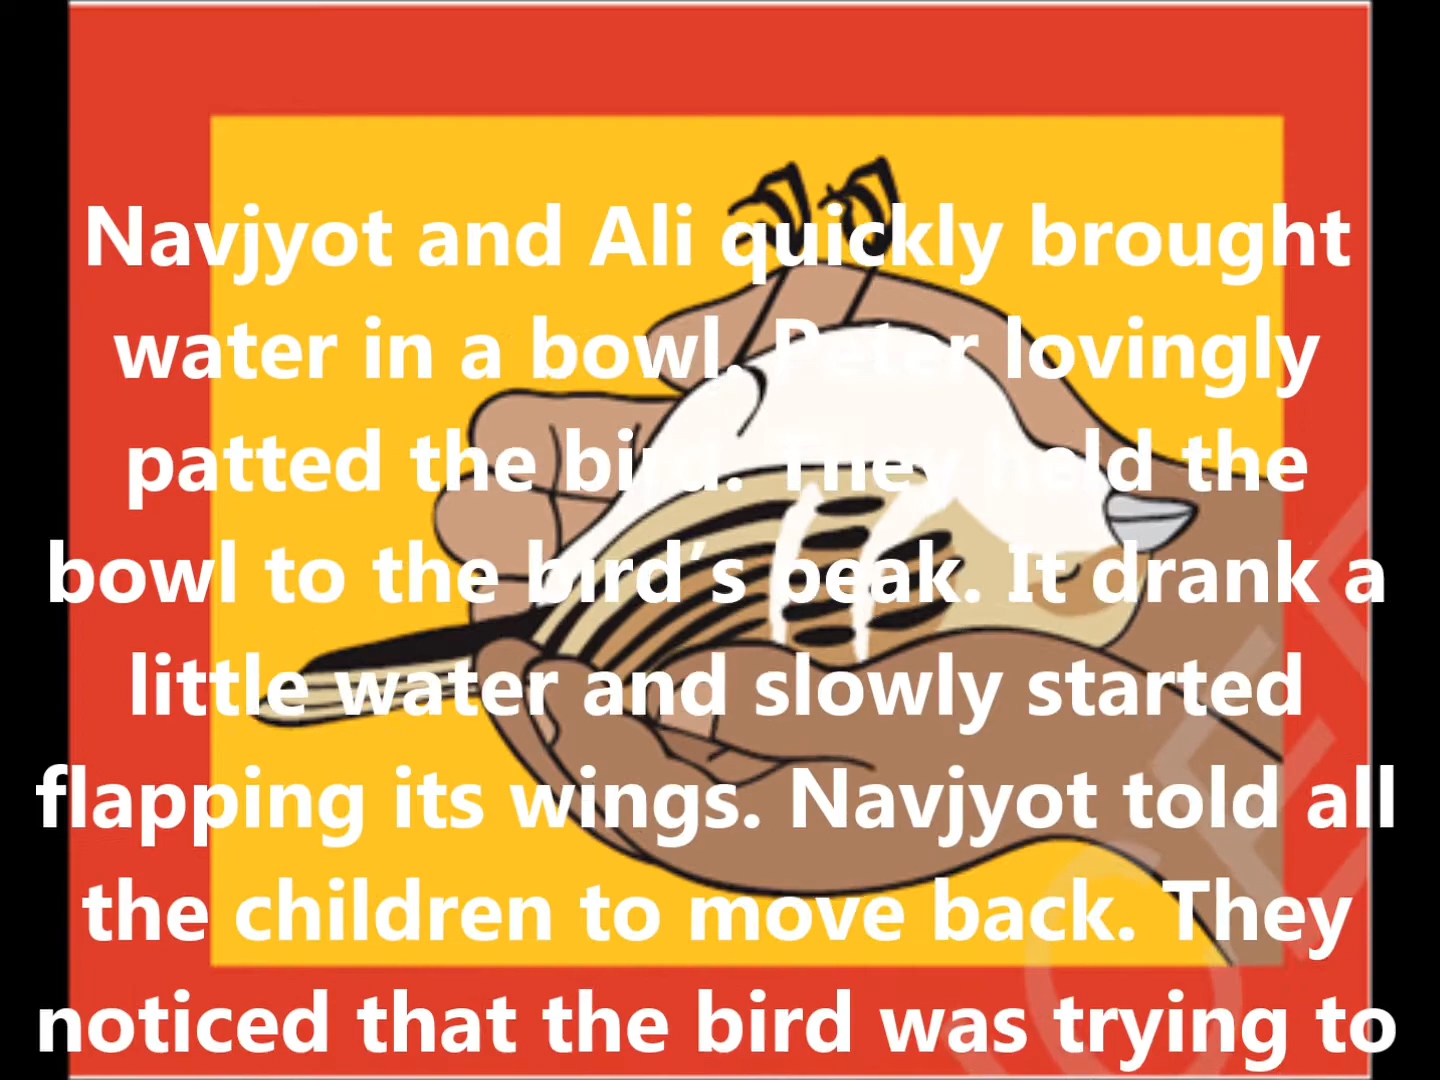 Navjyot and Ali quickly brought
water in a bowl. Peter lovingly
patted the bird. They held the
bowl to the bird’s peak. It drank a
little water and slowly started
flapping its wings. Navjyot told all
the children to move back. They
noticed that the bird was trying to